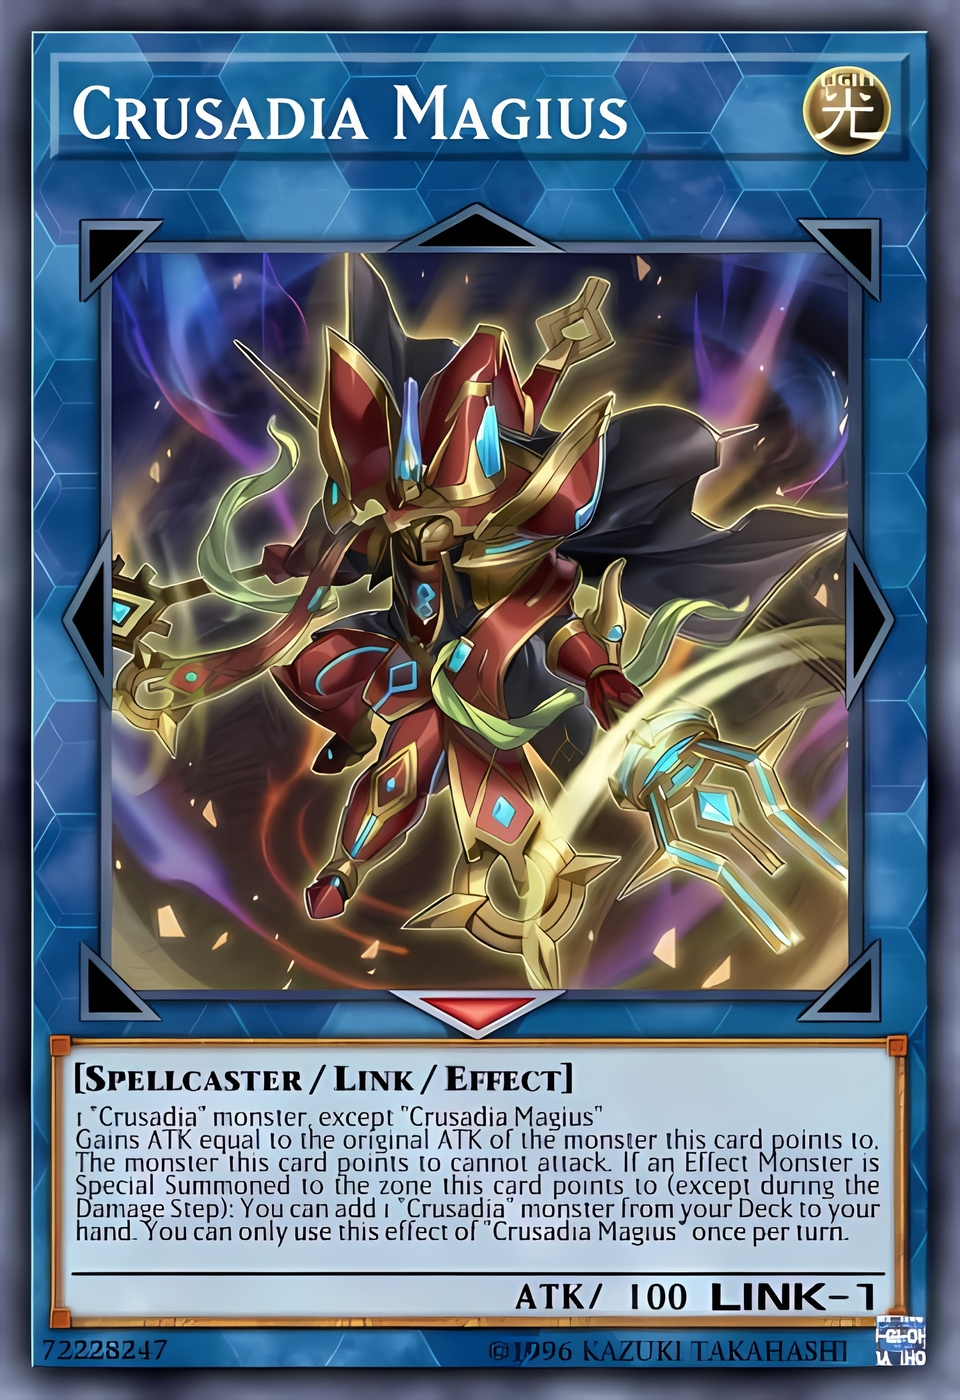 CRUSADIA MAGIUS
光
[SPELLCASTER / LINK / EFFECT]
1 "Crusadia" monster, except "Crusadia Magius"
Gains ATK equal to the original ATK of the monster this card points to.
The monster this card points to cannot attack. If an Effect Monster is
Special Summoned to the zone this card points to (except during the
Damage Step): You can add 1 "Crusadia" monster from your Deck to your
hand. You can only use this effect of "Crusadia Magius" once per turn.
ATK/ 100 LINK-1
72228247
©1996 KAZUKI TAKAHASHI